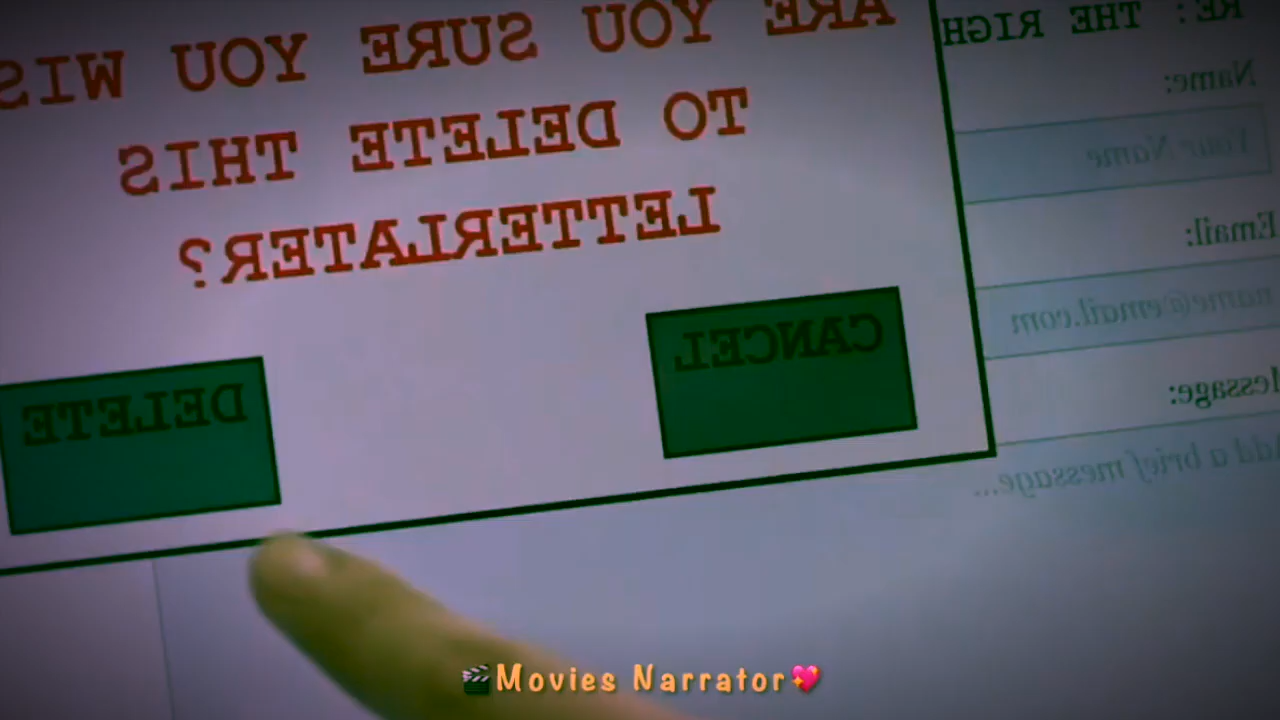 ARE YOU SURE YOU WIS
TO DELETE THIS
LETTERLATER?
CANCEL
DELETE
RE: THE RIGH
Name:
Your Name
Email:
name@email.com
Message:
Add a brief message...
🎬Movies Narrator💖